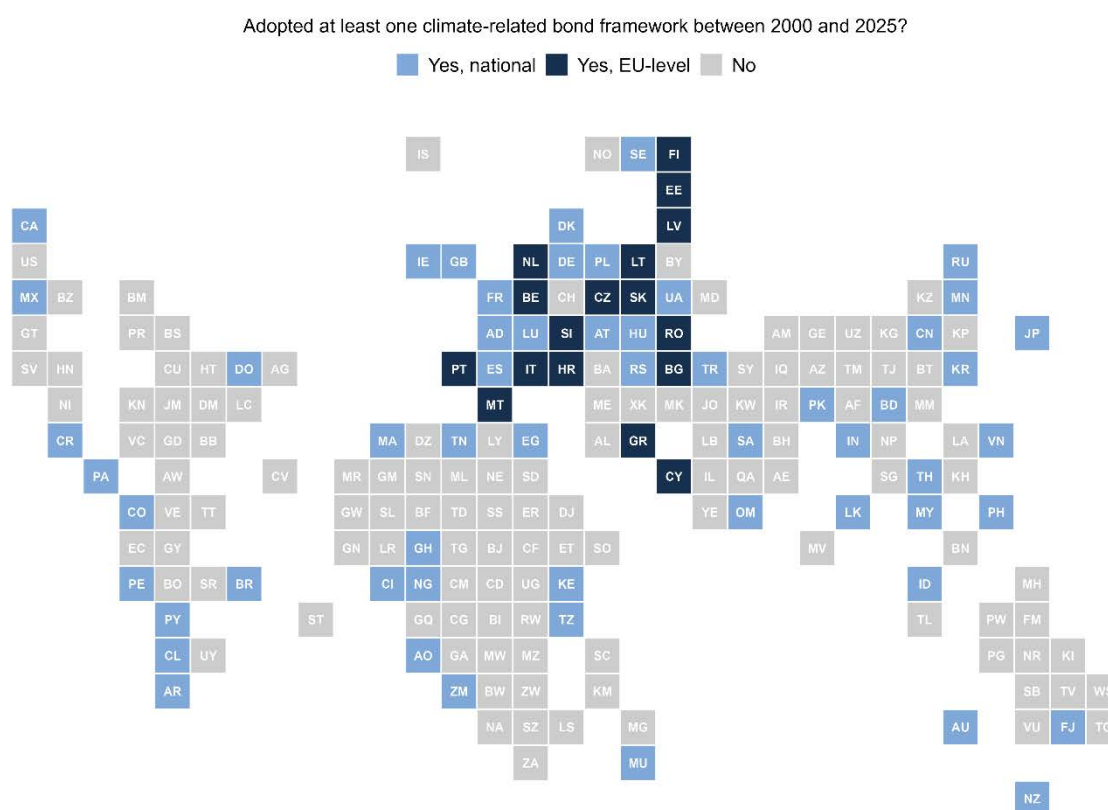 Adopted at least one climate-related bond framework between 2000 and 2025?
Yes, national Yes, EU-level No
IS NO SE FI
EE
CA DK LV
US IE GB NL DE PL LT BY RU
MX BZ BM FR BE CH CZ SK UA MD KZ MN
GT PR BS AD LU SI AT HU RO AM GE UZ KG CN KP JP
SV HN CU HT DO AG PT ES IT HR BA RS BG TR SY IQ AZ TM TJ BT KR
NI KN JM DM LC MT ME XK MK JO KW IR PK AF BD MM
CR VC GD BB MA DZ TN LY EG AL GR LB SA BH IN NP LA VN
PA AW CV MR GM SN ML NE SD CY IL QA AE SG TH KH
CO VE TT GW SL BF TD SS ER DJ YE OM LK MY PH
EC GY GN LR GH TG BJ CF ET SO MV BN
PE BO SR BR CI NG CM CD UG KE ID MH
PY ST GQ CG BI RW TZ TL PW FM
CL UY AO GA MW MZ SC PG NR KI
AR ZM BW ZW KM SB TV
NA SZ LS MG AU VU FJ
ZA MU
NZ